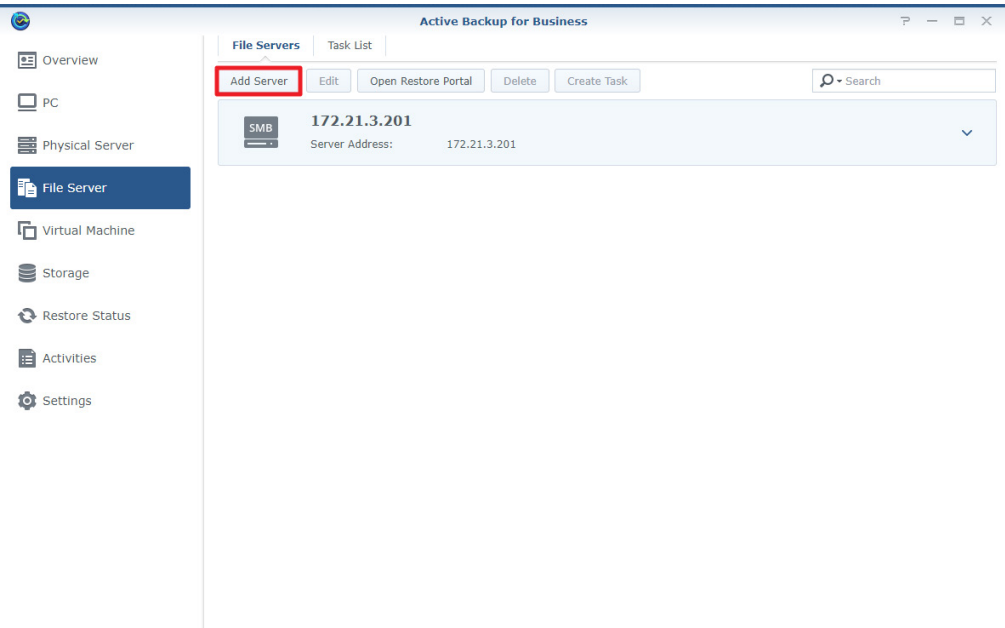 Active Backup for Business
Overview
PC
Physical Server
File Server
Virtual Machine
Storage
Restore Status
Activities
Settings
File Servers Task List
Add Server Edit Open Restore Portal Delete Create Task Search
SMB
172.21.3.201
Server Address: 172.21.3.201